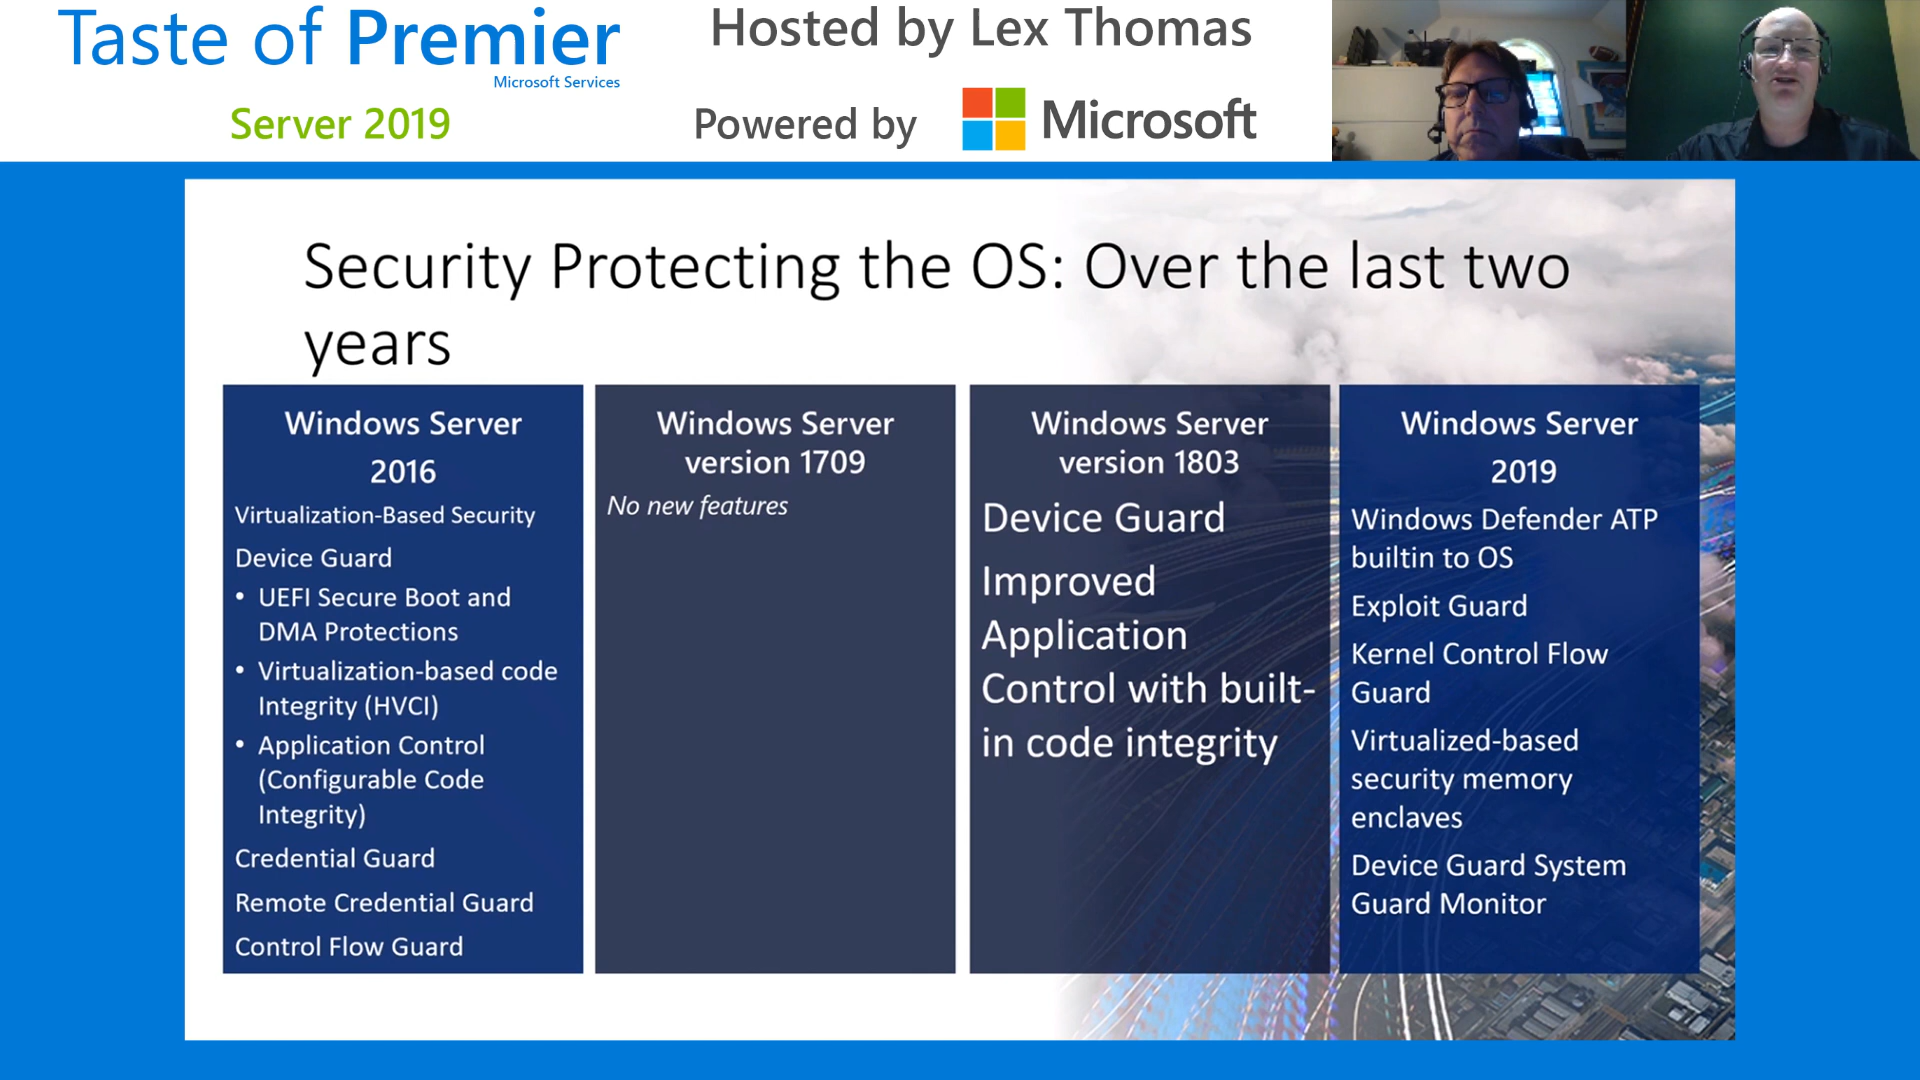 Taste of Premier
Microsoft Services
Server 2019
Hosted by Lex Thomas
Powered by
Microsoft
Security Protecting the OS: Over the last two
years
Windows Server
2016
Virtualization-Based Security
Device Guard
• UEFI Secure Boot and
DMA Protections
• Virtualization-based code
Integrity (HVCI)
• Application Control
(Configurable Code
Integrity)
Credential Guard
Remote Credential Guard
Control Flow Guard
Windows Server
version 1709
No new features
Windows Server
version 1803
Device Guard
Improved
Application
Control with built-
in code integrity
Windows Server
2019
Windows Defender ATP
builtin to OS
Exploit Guard
Kernel Control Flow
Guard
Virtualized-based
security memory
enclaves
Device Guard System
Guard Monitor